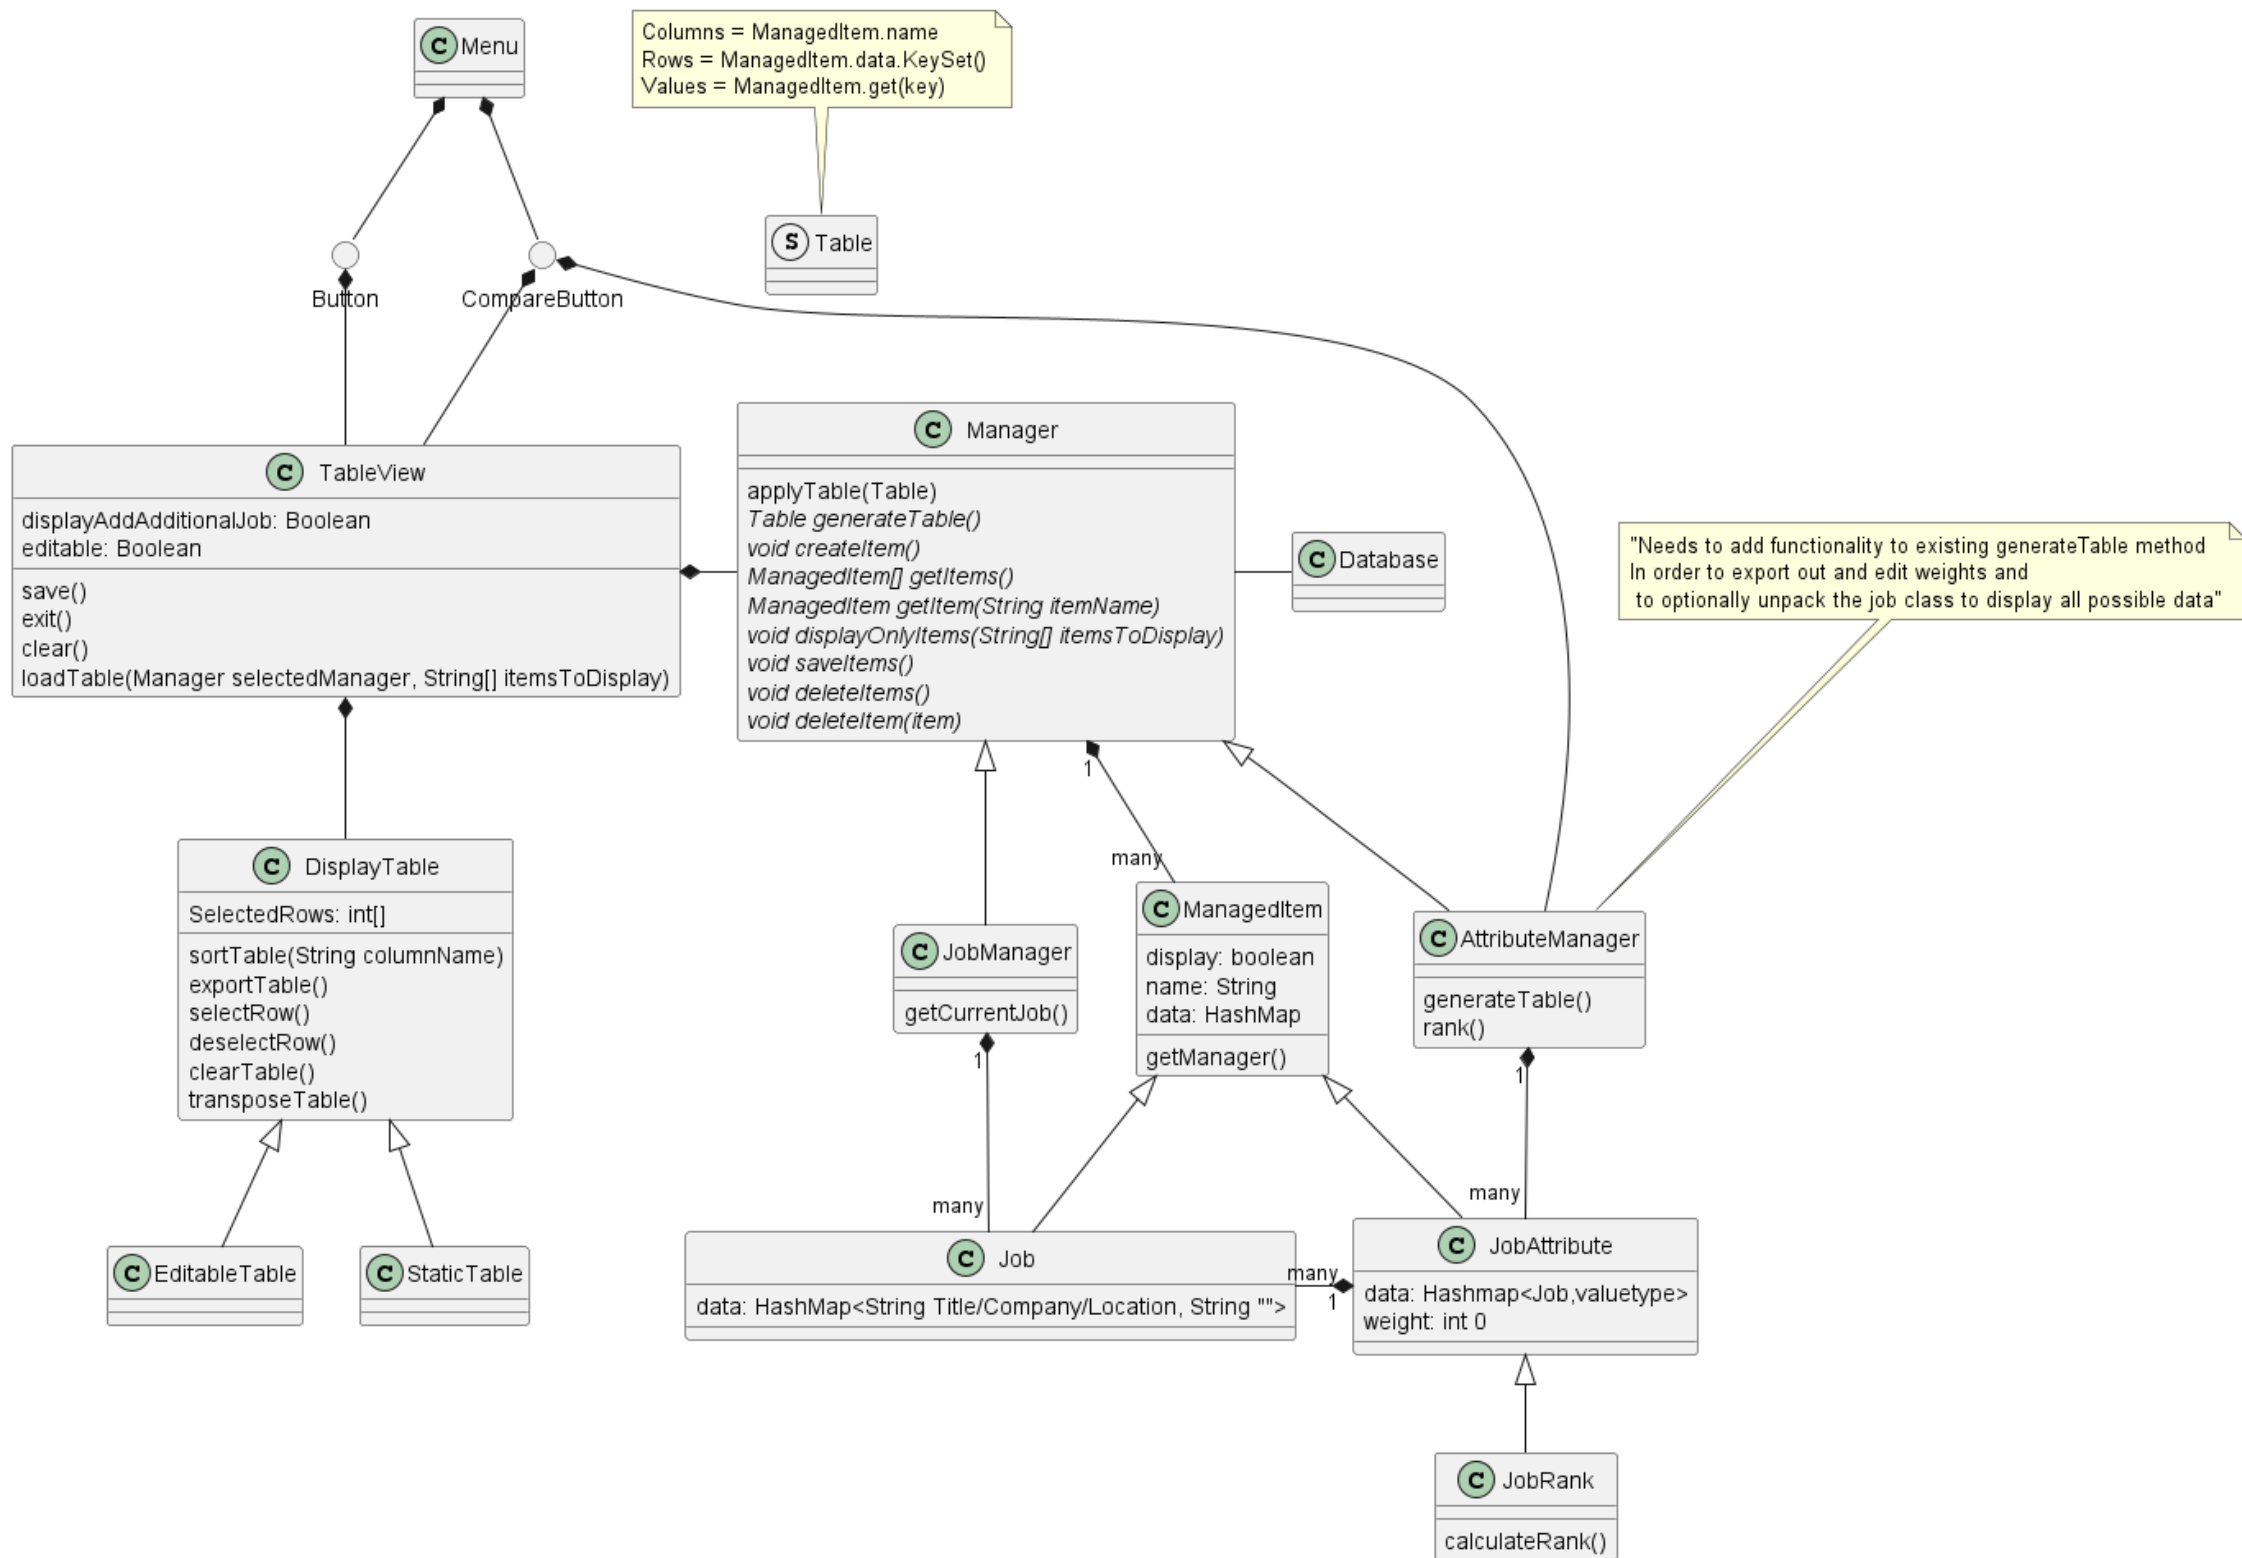 C Menu
Columns = ManagedItem.name
Rows = ManagedItem.data.KeySet()
Values = ManagedItem.get(key)
S Table
Button
CompareButton
C TableView
displayAddAdditionalJob: Boolean
editable: Boolean
save()
exit()
clear()
loadTable(Manager selectedManager, String[] itemsToDisplay)
C Manager
applyTable(Table)
Table generateTable()
void createItem()
ManagedItem[] getItems()
ManagedItem getItem(String itemName)
void displayOnlyItems(String[] itemsToDisplay)
void saveItems()
void deleteItems()
void deleteItem(item)
C Database
"Needs to add functionality to existing generateTable method
In order to export out and edit weights and
to optionally unpack the job class to display all possible data"
1
many
C DisplayTable
SelectedRows: int[]
sortTable(String columnName)
exportTable()
selectRow()
deselectRow()
clearTable()
transposeTable()
C JobManager
getCurrentJob()
C ManagedItem
display: boolean
name: String
data: HashMap
getManager()
C AttributeManager
generateTable()
rank()
1
many
1
many
C EditableTable
C StaticTable
C Job
data: HashMap<String Title/Company/Location, String "">
many
1
C JobAttribute
data: Hashmap<Job,valuetype>
weight: int 0
C JobRank
calculateRank()